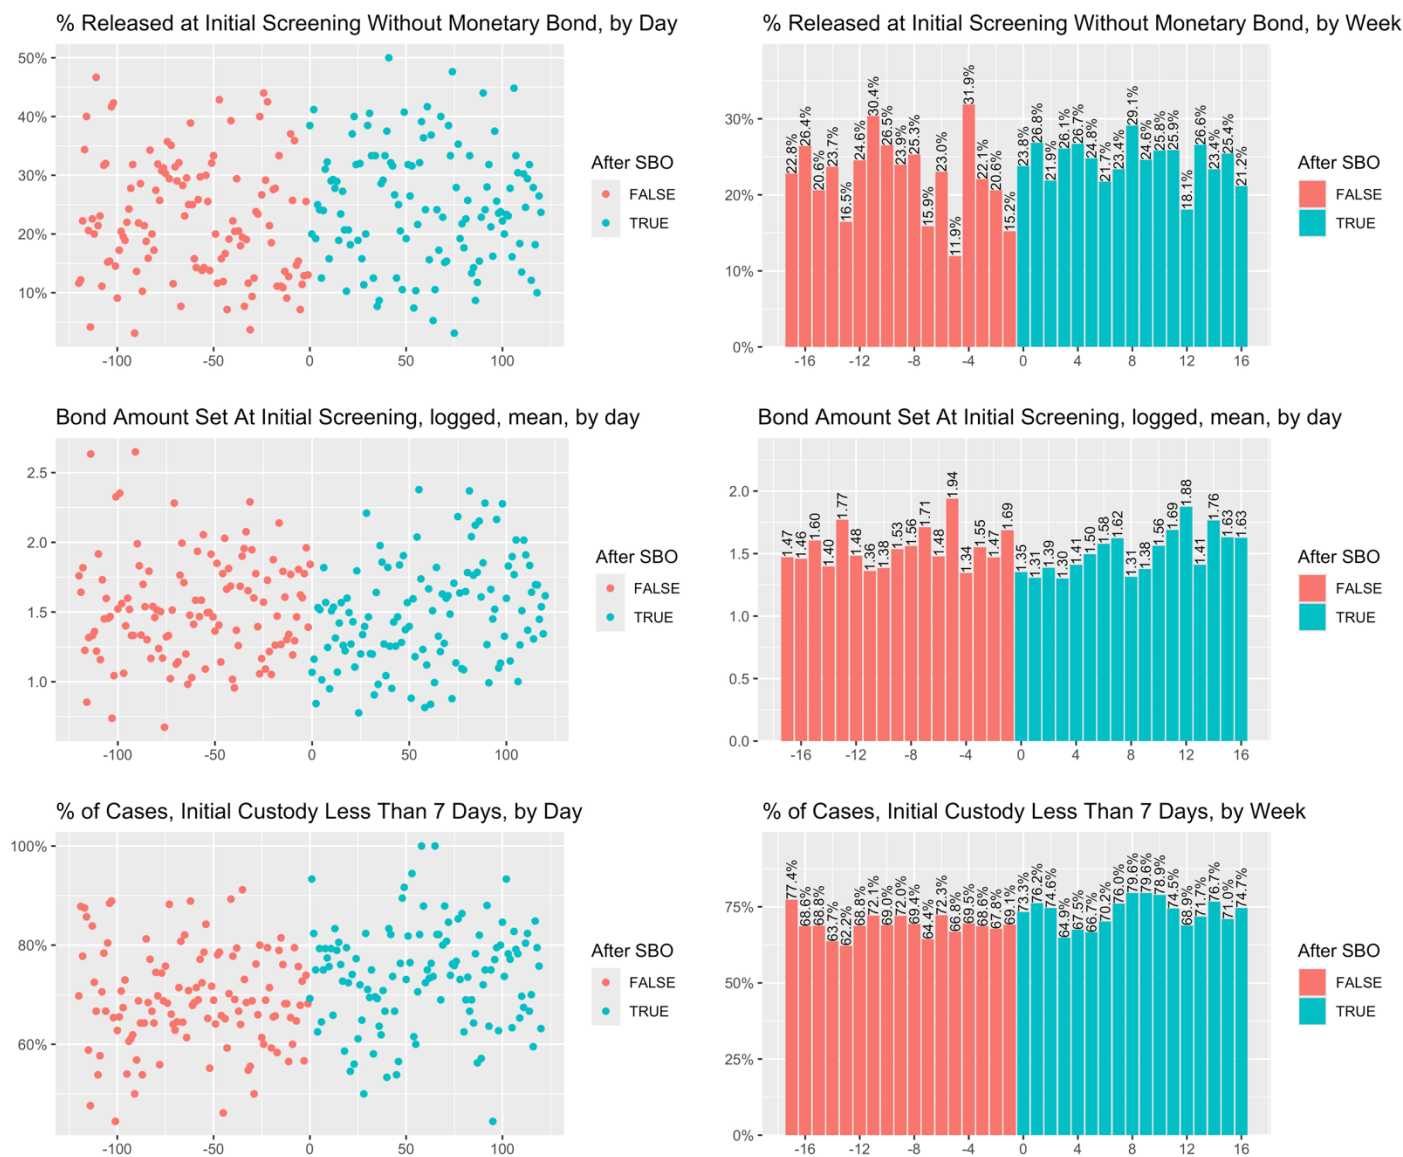 % Released at Initial Screening Without Monetary Bond, by Day
50%
40%
30%
20%
10%
-100 -50 0 50 100
After SBO
FALSE
TRUE
% Released at Initial Screening Without Monetary Bond, by Week
30%
20%
10%
0%
22.8% 26.4% 20.6% 23.7% 16.5% 24.6% 30.4% 26.5% 23.9% 25.3% 15.9% 23.0% 11.9% 31.9% 22.1% 20.6% 15.2% 23.8% 26.8% 21.9% 26.1% 26.7% 24.8% 21.7% 23.4% 29.1% 24.6% 25.8% 25.9% 18.1% 26.6% 23.4% 25.4% 21.2%
-16 -12 -8 -4 0 4 8 12 16
After SBO
FALSE
TRUE
Bond Amount Set At Initial Screening, logged, mean, by day
2.5
2.0
1.5
1.0
-100 -50 0 50 100
After SBO
FALSE
TRUE
Bond Amount Set At Initial Screening, logged, mean, by day
2.0
1.5
1.0
0.5
0.0
1.47 1.46 1.60 1.40 1.77 1.48 1.36 1.38 1.53 1.56 1.71 1.48 1.94 1.34 1.55 1.47 1.69 1.35 1.31 1.39 1.30 1.41 1.50 1.58 1.62 1.31 1.38 1.56 1.69 1.88 1.41 1.76 1.63 1.63
-16 -12 -8 -4 0 4 8 12 16
After SBO
FALSE
TRUE
% of Cases, Initial Custody Less Than 7 Days, by Day
100%
80%
60%
-100 -50 0 50 100
After SBO
FALSE
TRUE
% of Cases, Initial Custody Less Than 7 Days, by Week
75%
50%
25%
0%
77.4% 68.6% 68.8% 63.7% 62.2% 68.8% 72.1% 69.0% 72.0% 69.4% 64.4% 72.3% 66.8% 69.5% 68.6% 67.8% 69.1% 73.3% 76.2% 74.6% 64.9% 67.5% 66.7% 70.2% 76.0% 79.6% 79.6% 78.9% 74.5% 68.9% 71.7% 76.7% 71.0% 74.7%
-16 -12 -8 -4 0 4 8 12 16
After SBO
FALSE
TRUE